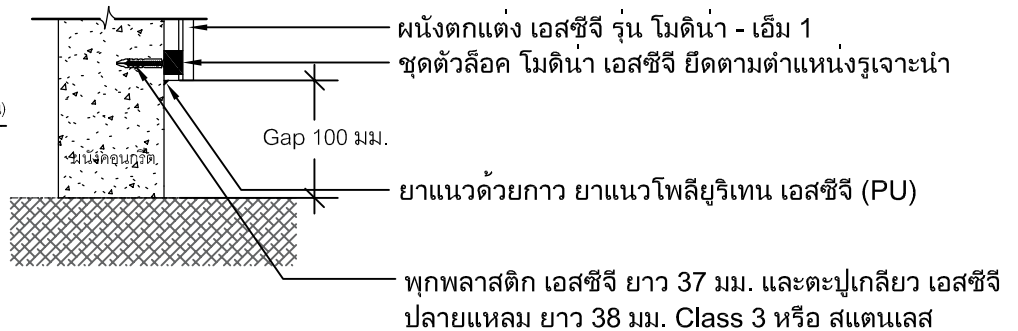 ผนังตกแต่ง เอสซีจี รุ่น โมดิน่า - เอ็ม 1
ชุดตัวล็อค โมดิน่า เอสซีจี ยึดตามตำแหน่งรูเจาะนำ
Gap 100 มม.
ผนังคอนกรีต
ยาแนวด้วยกาว ยาแนวโพลียูริเทน เอสซีจี (PU)
พุกพลาสติก เอสซีจี ยาว 37 มม. และตะปูเกลียว เอสซีจี
ปลายแหลม ยาว 38 มม. Class 3 หรือ สแตนเลส